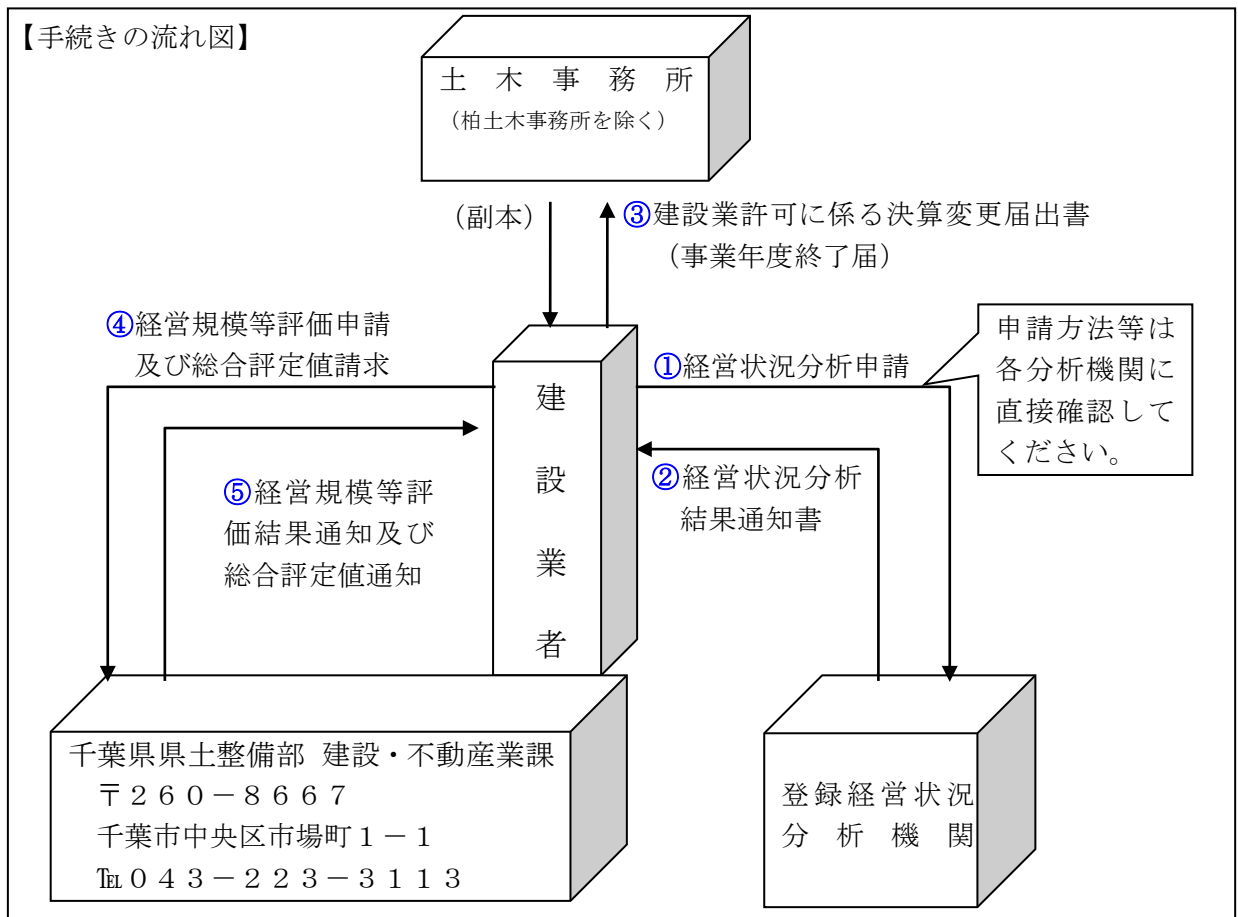 【手続きの流れ図】
土木事務所
（柏土木事務所を除く）
（副本）
③建設業許可に係る決算変更届出書
（事業年度終了届）
④経営規模等評価申請
及び総合評定値請求
①経営状況分析申請
申請方法等は
各分析機関に
直接確認して
ください。
建設業者
②経営状況分析
結果通知書
⑤経営規模等評
価結果通知及び
総合評定値通知
千葉県県土整備部 建設・不動産業課
〒２６０－８６６７
千葉市中央区市場町１－１
℡０４３－２２３－３１１３
登録経営状況
分析機関